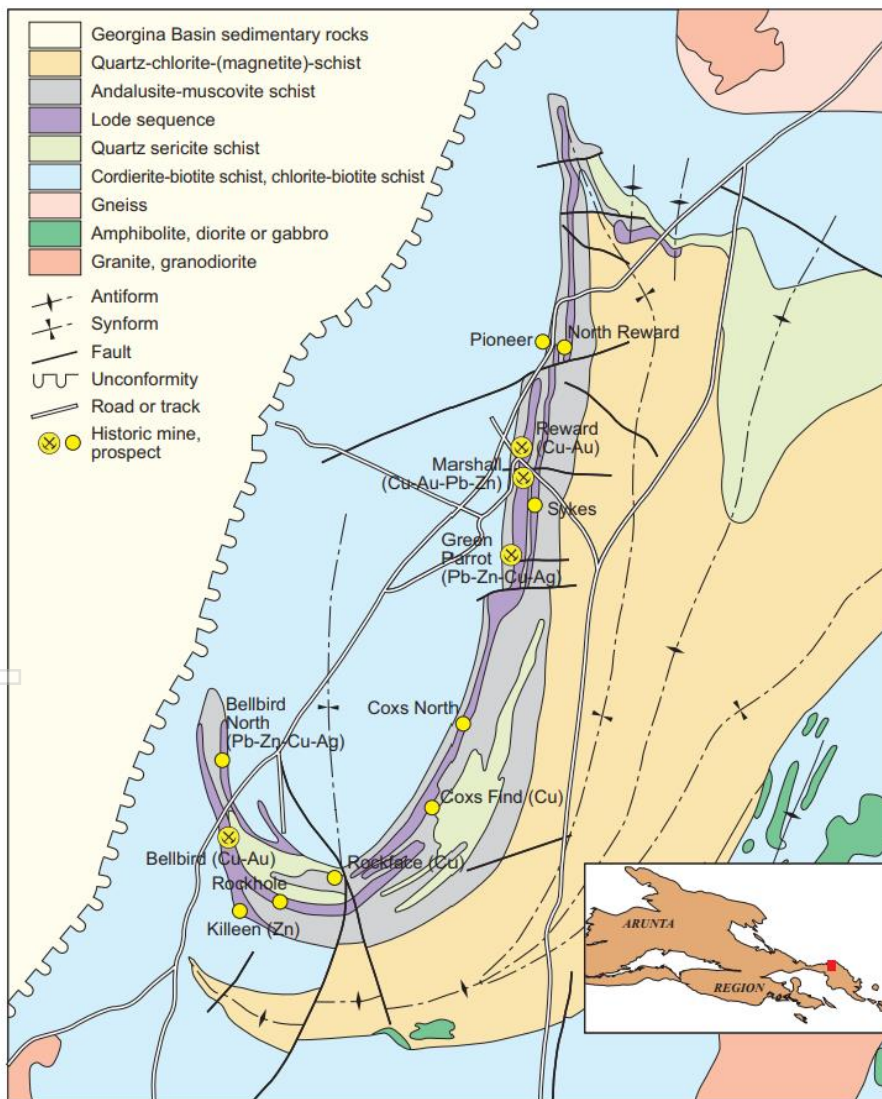 Georgina Basin sedimentary rocks
Quartz-chlorite-(magnetite)-schist
Andalusite-muscovite schist
Lode sequence
Quartz sericite schist
Cordierite-biotite schist, chlorite-biotite schist
Gneiss
Amphibolite, diorite or gabbro
Granite, granodiorite
Antiform
Synform
Fault
Unconformity
Road or track
Historic mine,
prospect
Pioneer
North Reward
Reward
(Cu-Au)
Marshall
(Cu-Au-Pb-Zn)
Sykes
Green
Parrot
(Pb-Zn-Cu-Ag)
Bellbird
North
(Pb-Zn-Cu-Ag)
Coxs North
Coxs Find (Cu)
Bellbird (Cu-Au)
Rockface (Cu)
Rockhole
Killeen (Zn)
ARUNTA
REGION